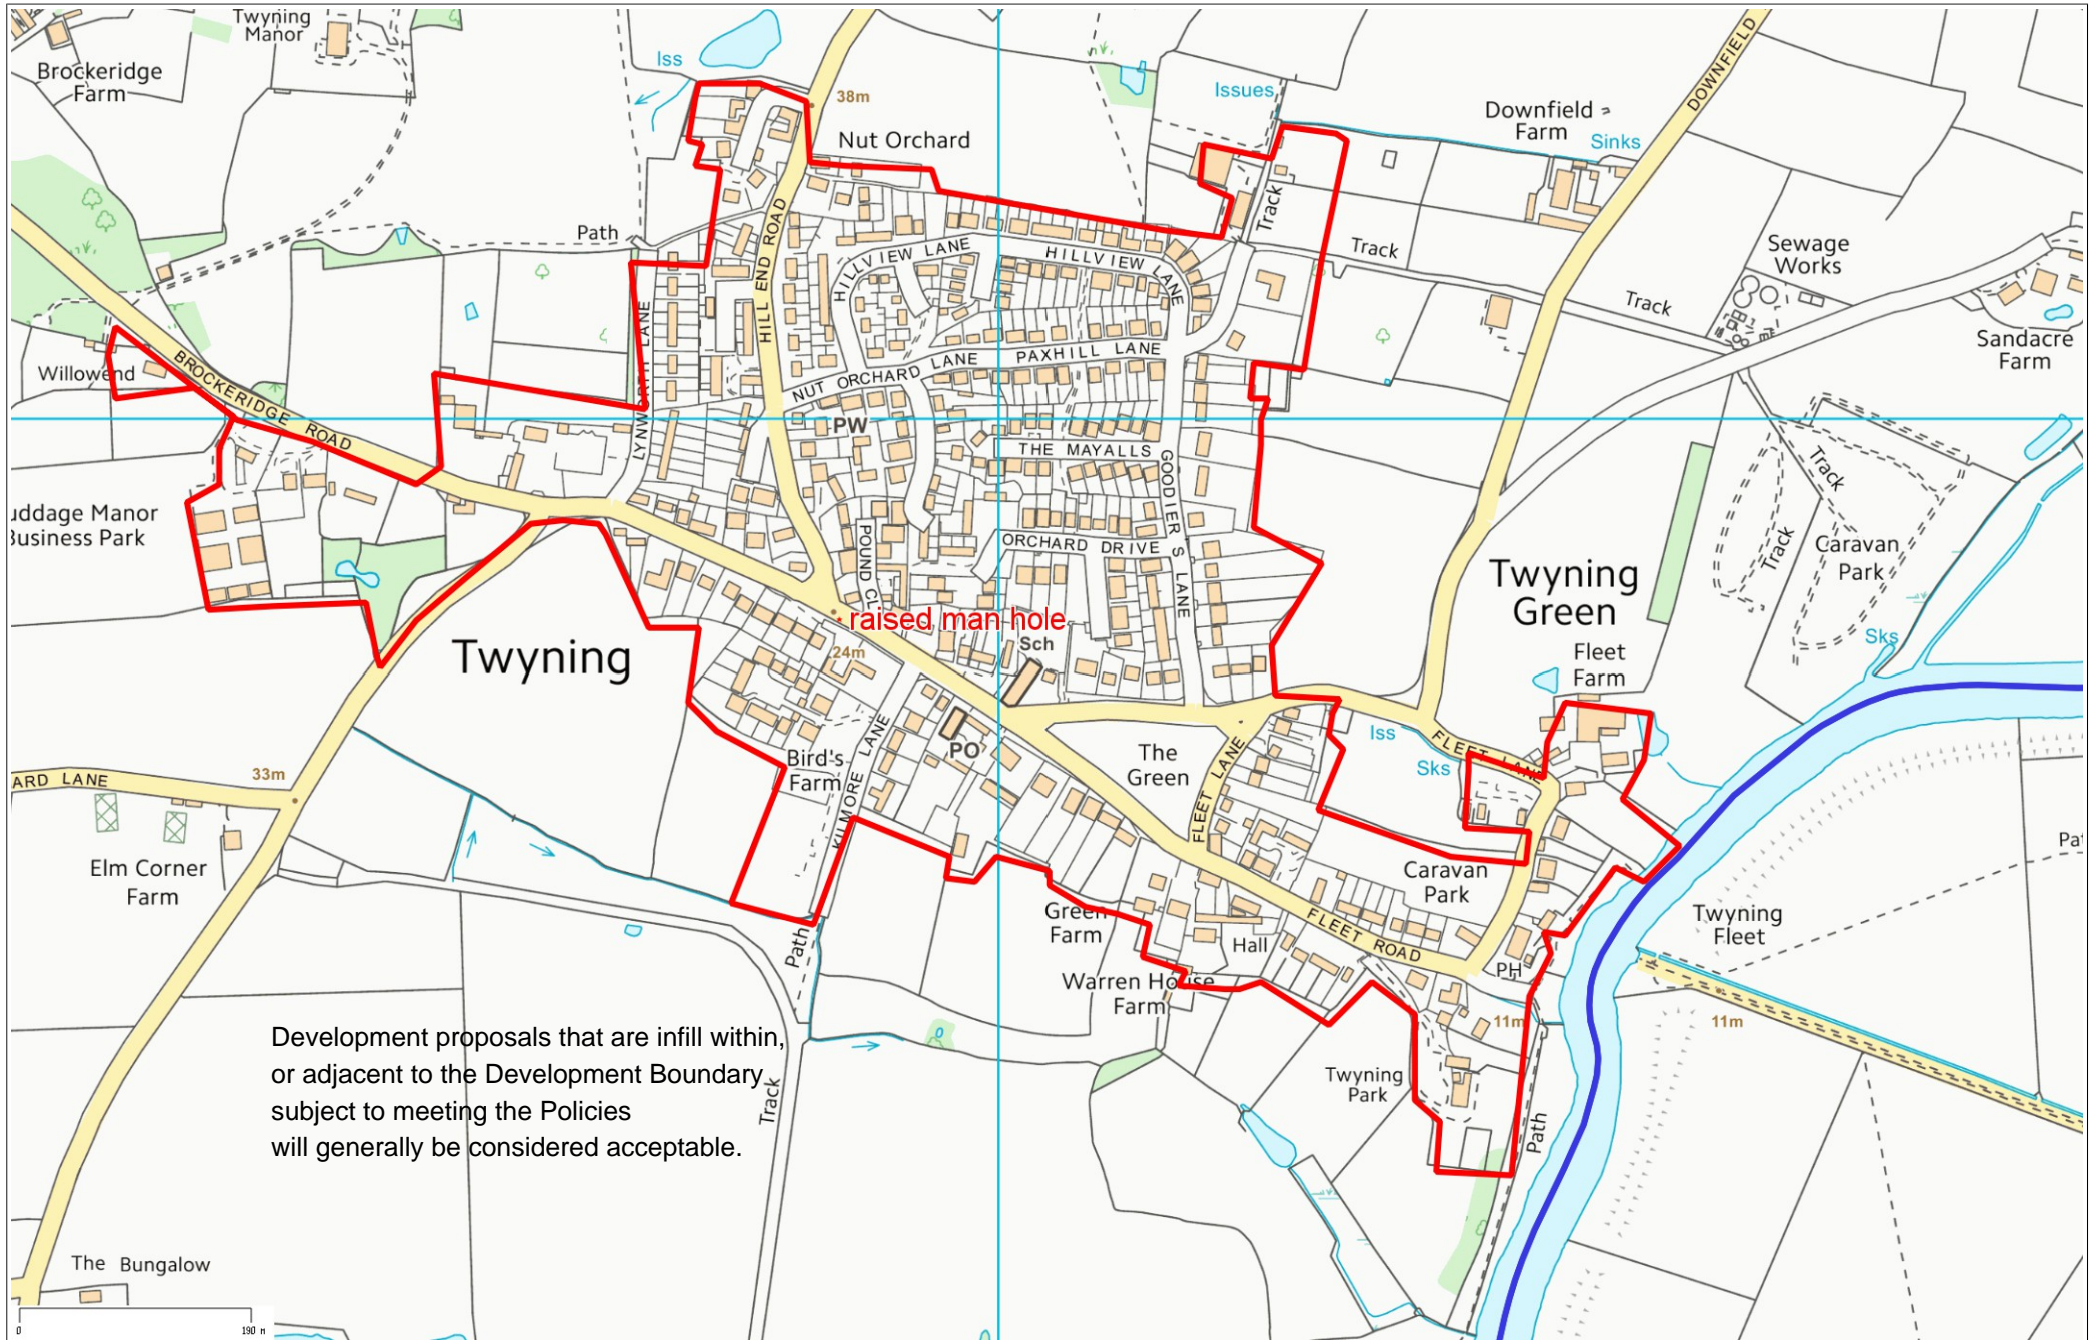 Twyning
Manor
Brockeridge
Farm
Iss
38m
Nut Orchard
Issues
Downfield
Farm
Sinks
DOWNFIELD
Path
HILL END ROAD
HILLVIEW LANE
HILLVIEW LANE
Track
Track
Track
Sewage
Works
Sandacre
Farm
Willowend
BROCKERIDGE ROAD
LYNWORTH LANE
NUT ORCHARD LANE
PAXHILL LANE
PW
THE MAYALLS
GOODIER S LANE
uddage Manor
Business Park
POUND CL
ORCHARD DRIVE
Track
Track
Caravan
Park
Twyning
Green
Twyning
raised man hole
24m
Sch
Fleet
Farm
Sks
Bird's
Farm
KILMORE LANE
PO
The
Green
FLEET LANE
Iss
Sks
FLEET LANE
ARD LANE
33m
Elm Corner
Farm
Caravan
Park
Pat
Path
Green
Farm
Hall
FLEET ROAD
PH
Twyning
Fleet
Warren House
Farm
11m
11m
Development proposals that are infill within,
or adjacent to the Development Boundary
subject to meeting the Policies
will generally be considered acceptable.
Track
Twyning
Park
Path
The Bungalow
0
190 m